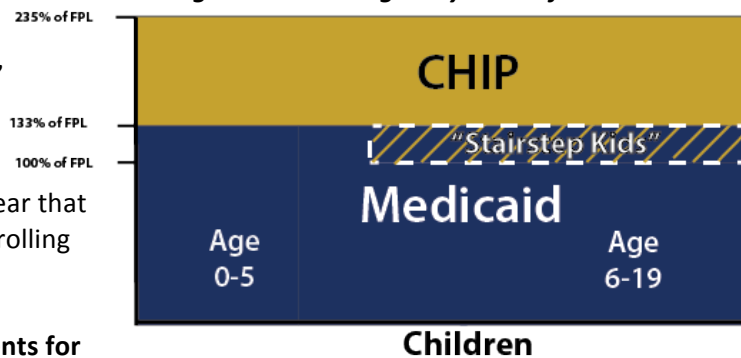 235% of FPL
CHIP
133% of FPL
"Stairstep Kids"
100% of FPL
ear that
Medicaid
rolling
Age
0-5
Age
6-19
nts for
Children